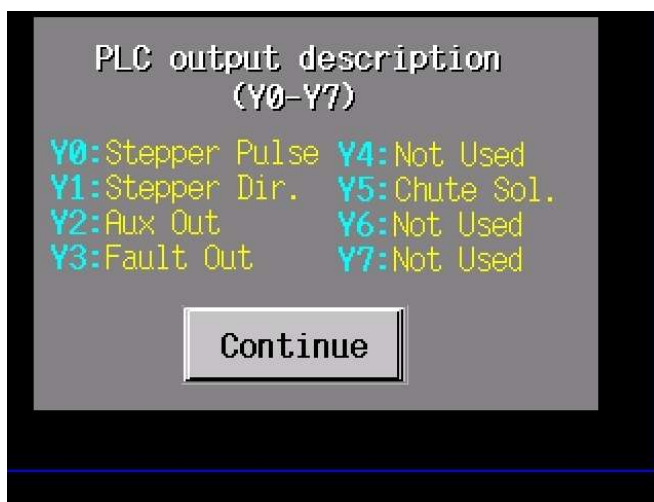 PLC output description
(Y0-Y7)
Y0:Stepper Pulse Y4:Not Used
Y1:Stepper Dir. Y5:Chute Sol.
Y2:Aux Out Y6:Not Used
Y3:Fault Out Y7:Not Used
Continue